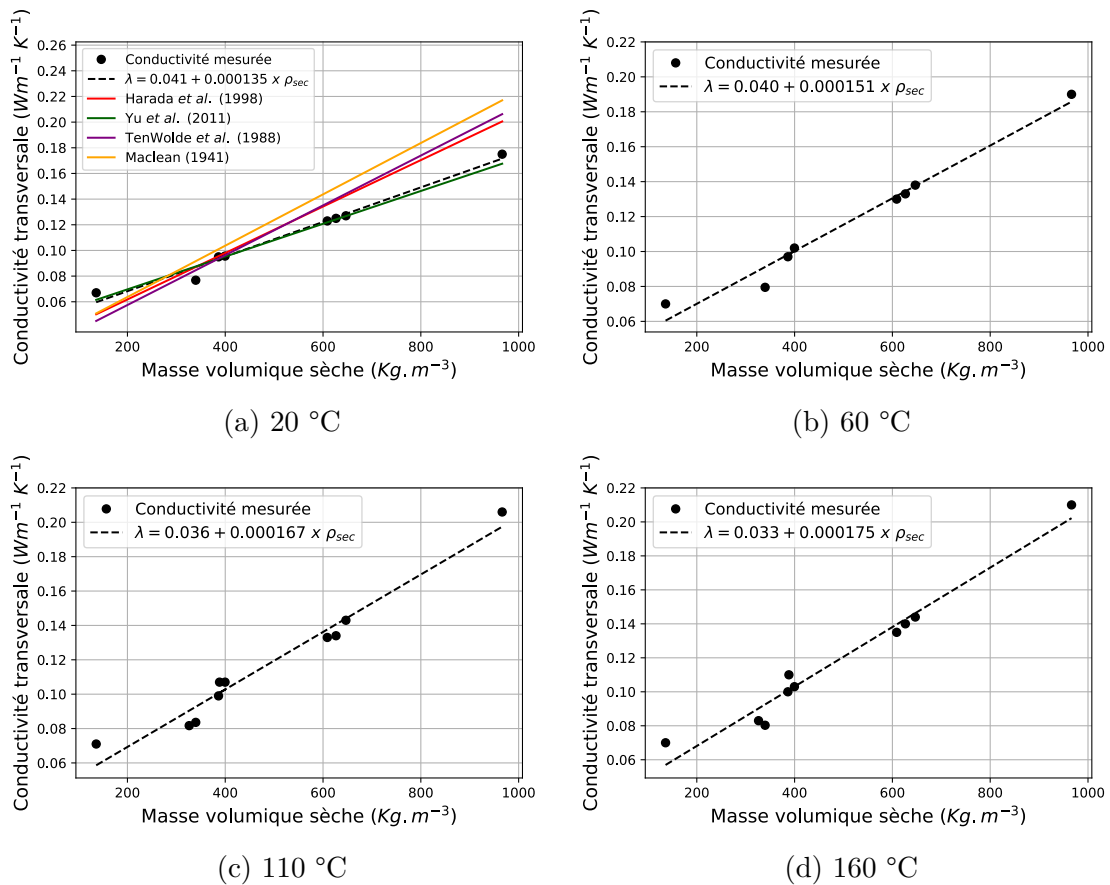 Conductivité transversale (Wm⁻¹ K⁻¹)
0.26
0.24
0.22
0.20
0.18
0.16
0.14
0.12
0.10
0.08
0.06
Conductivité mesurée
λ = 0.041 + 0.000135 x ρsec
Harada et al. (1998)
Yu et al. (2011)
TenWolde et al. (1988)
Maclean (1941)
200 400 600 800 1000
Masse volumique sèche (Kg.m⁻³)
(a) 20 °C
Conductivité transversale (Wm⁻¹ K⁻¹)
0.22
0.20
0.18
0.16
0.14
0.12
0.10
0.08
0.06
Conductivité mesurée
λ = 0.040 + 0.000151 x ρsec
200 400 600 800 1000
Masse volumique sèche (Kg.m⁻³)
(b) 60 °C
Conductivité transversale (Wm⁻¹ K⁻¹)
0.22
0.20
0.18
0.16
0.14
0.12
0.10
0.08
0.06
Conductivité mesurée
λ = 0.036 + 0.000167 x ρsec
200 400 600 800 1000
Masse volumique sèche (Kg.m⁻³)
(c) 110 °C
Conductivité transversale (Wm⁻¹ K⁻¹)
0.22
0.20
0.18
0.16
0.14
0.12
0.10
0.08
0.06
Conductivité mesurée
λ = 0.033 + 0.000175 x ρsec
200 400 600 800 1000
Masse volumique sèche (Kg.m⁻³)
(d) 160 °C